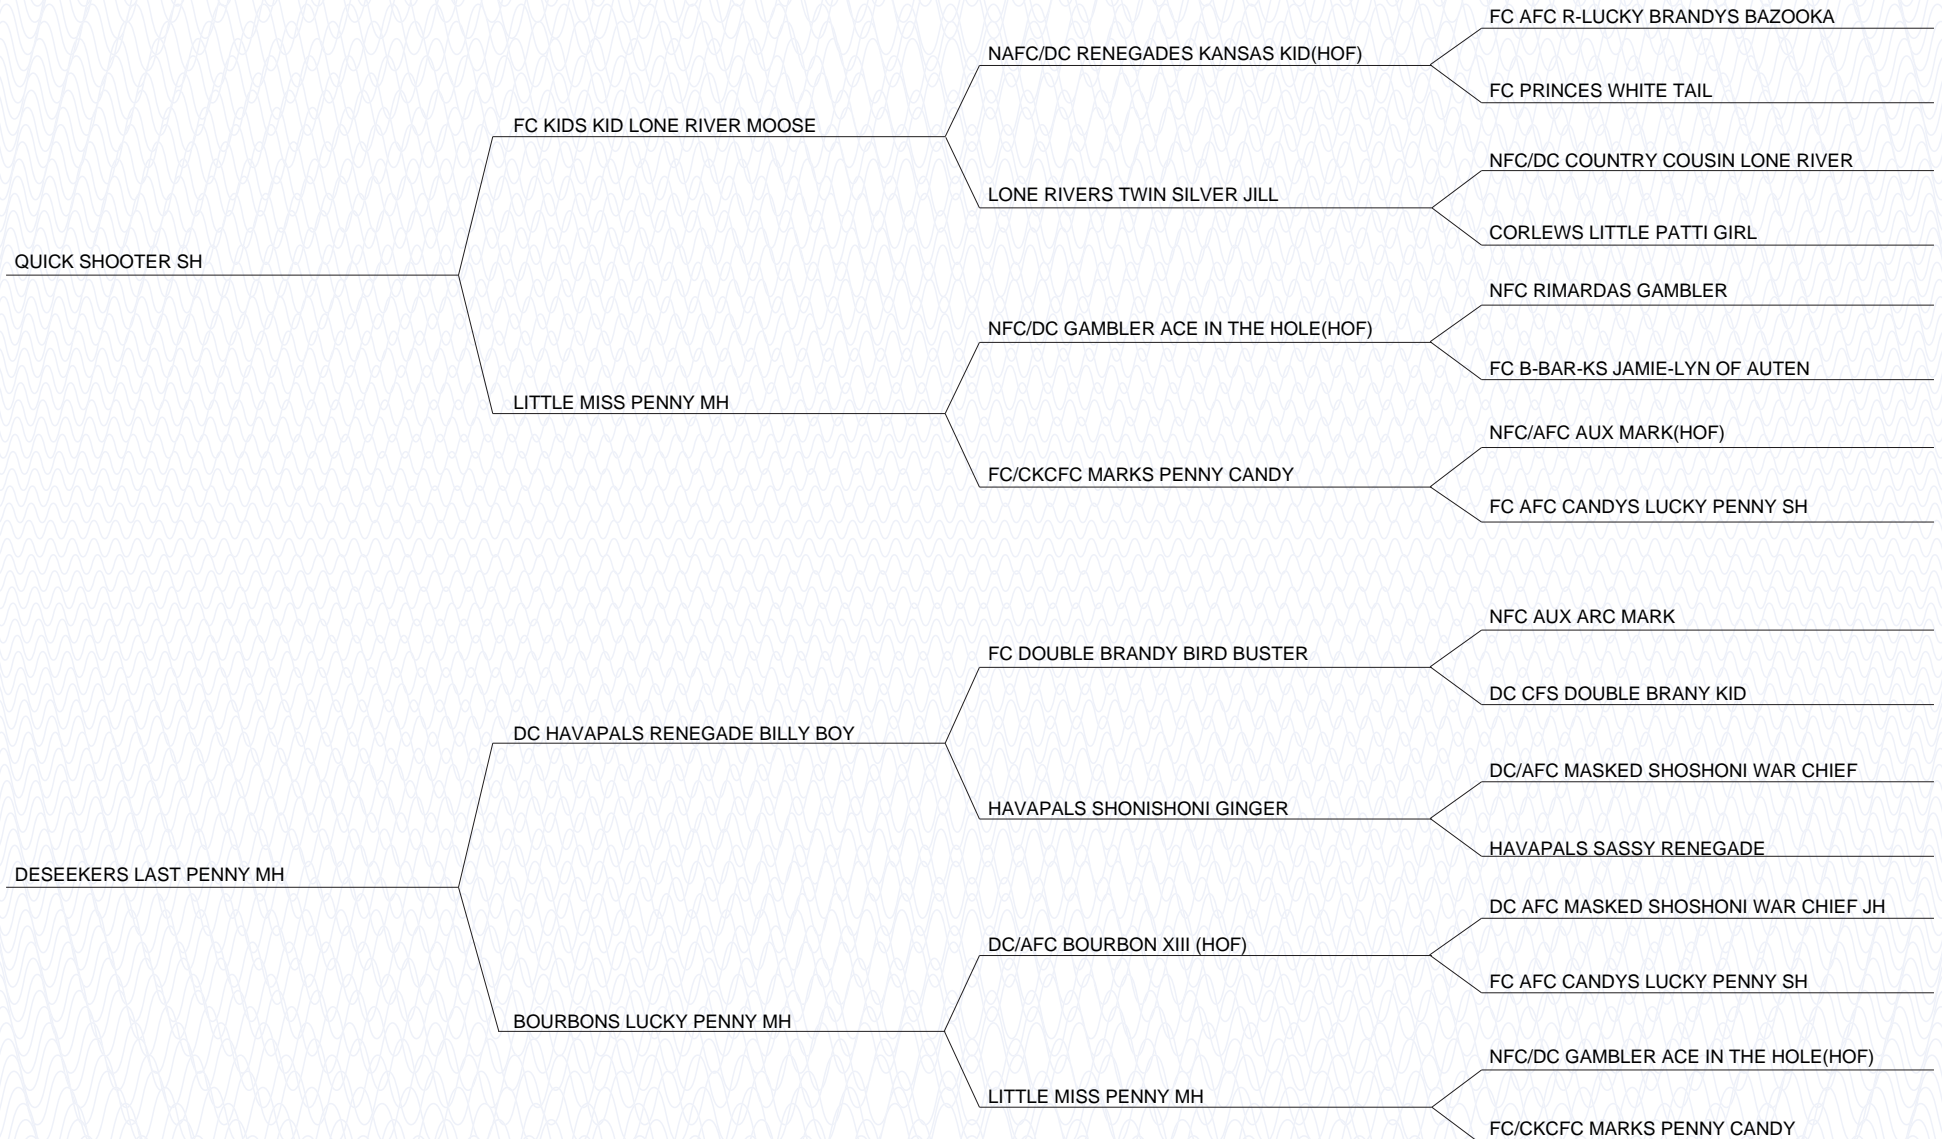 FC AFC R-LUCKY BRANDYS BAZOOKA
NAFC/DC RENEGADES KANSAS KID(HOF)
FC PRINCES WHITE TAIL
FC KIDS KID LONE RIVER MOOSE
NFC/DC COUNTRY COUSIN LONE RIVER
LONE RIVERS TWIN SILVER JILL
CORLEWS LITTLE PATTI GIRL
QUICK SHOOTER SH
NFC RIMARDAS GAMBLER
NFC/DC GAMBLER ACE IN THE HOLE(HOF)
FC B-BAR-KS JAMIE-LYN OF AUTEN
LITTLE MISS PENNY MH
NFC/AFC AUX MARK(HOF)
FC/CKCFC MARKS PENNY CANDY
FC AFC CANDYS LUCKY PENNY SH
NFC AUX ARC MARK
FC DOUBLE BRANDY BIRD BUSTER
DC CFS DOUBLE BRANY KID
DC HAVAPALS RENEGADE BILLY BOY
DC/AFC MASKED SHOSHONI WAR CHIEF
HAVAPALS SHONISHONI GINGER
HAVAPALS SASSY RENEGADE
DESEEKERS LAST PENNY MH
DC AFC MASKED SHOSHONI WAR CHIEF JH
DC/AFC BOURBON XIII (HOF)
FC AFC CANDYS LUCKY PENNY SH
BOURBONS LUCKY PENNY MH
NFC/DC GAMBLER ACE IN THE HOLE(HOF)
LITTLE MISS PENNY MH
FC/CKCFC MARKS PENNY CANDY